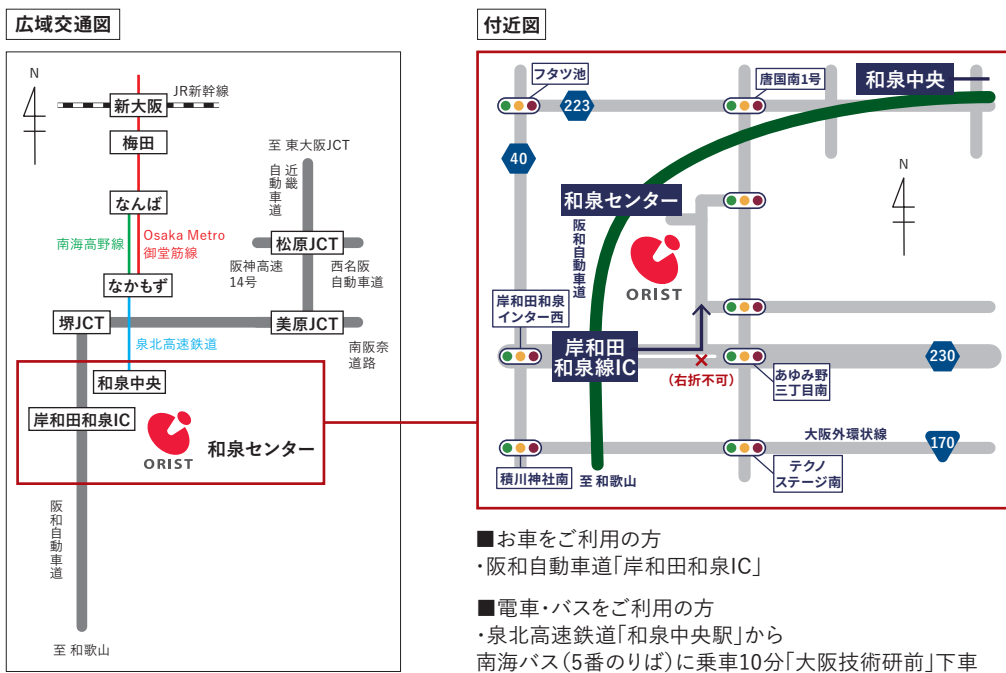 広域交通図
N
JR新幹線
新大阪
梅田
至 東大阪JCT
近畿
自動車道
なんば
南海高野線
Osaka Metro
御堂筋線
松原JCT
阪神高速
14号
西名阪
自動車道
なかもず
堺JCT
美原JCT
泉北高速鉄道
南阪奈
道路
和泉中央
岸和田和泉IC
ORIST
和泉センター
阪和自動車道
至 和歌山
付近図
フタツ池
唐国南1号
和泉中央
223
40
N
和泉センター
阪和自動車道
ORIST
岸和田和泉
インター西
岸和田
和泉線IC
(右折不可)
あゆみ野
三丁目南
230
大阪外環状線
170
積川神社南
至 和歌山
テクノ
ステージ南
■お車をご利用の方
・阪和自動車道「岸和田和泉IC」
■電車・バスをご利用の方
・泉北高速鉄道「和泉中央駅」から
南海バス(5番のりば)に乗車10分「大阪技術研前」下車